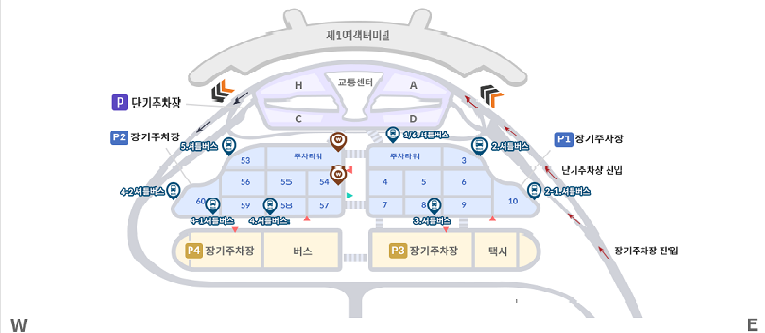 제1여객터미널
교통센터
H
A
C
D
P 단기주차장
P2 장기주차장
P1 장기주차장
5.셔틀버스
1/6.셔틀버스
2.셔틀버스
주차타워
주차타워
53
3
단기주차장 진입
56
55
54
4
5
6
4-2.셔틀버스
2-1.셔틀버스
60
59
58
57
7
8
9
10
4-1.셔틀버스
4.셔틀버스
3.셔틀버스
P4 장기주차장
버스
P3 장기주차장
택시
장기주차장 진입
W
E